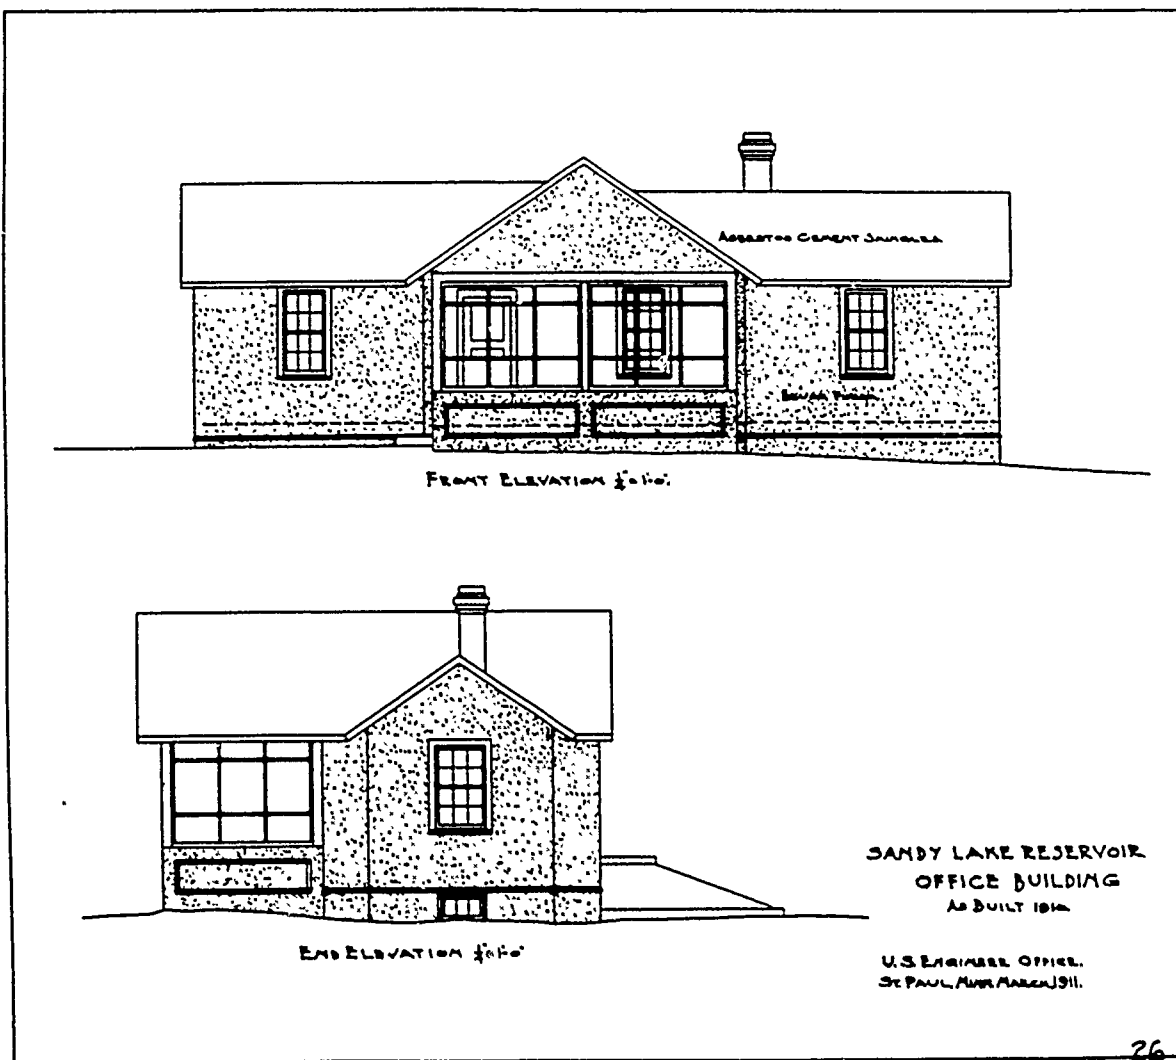 ASBESTOS CEMENT SHINGLES
FRONT ELEVATION
END ELEVATION
SANDY LAKE RESERVOIR
OFFICE BUILDING
AS BUILT
U.S. ENGINEER OFFICE.
ST. PAUL, MINN. MARCH, 1911.
26